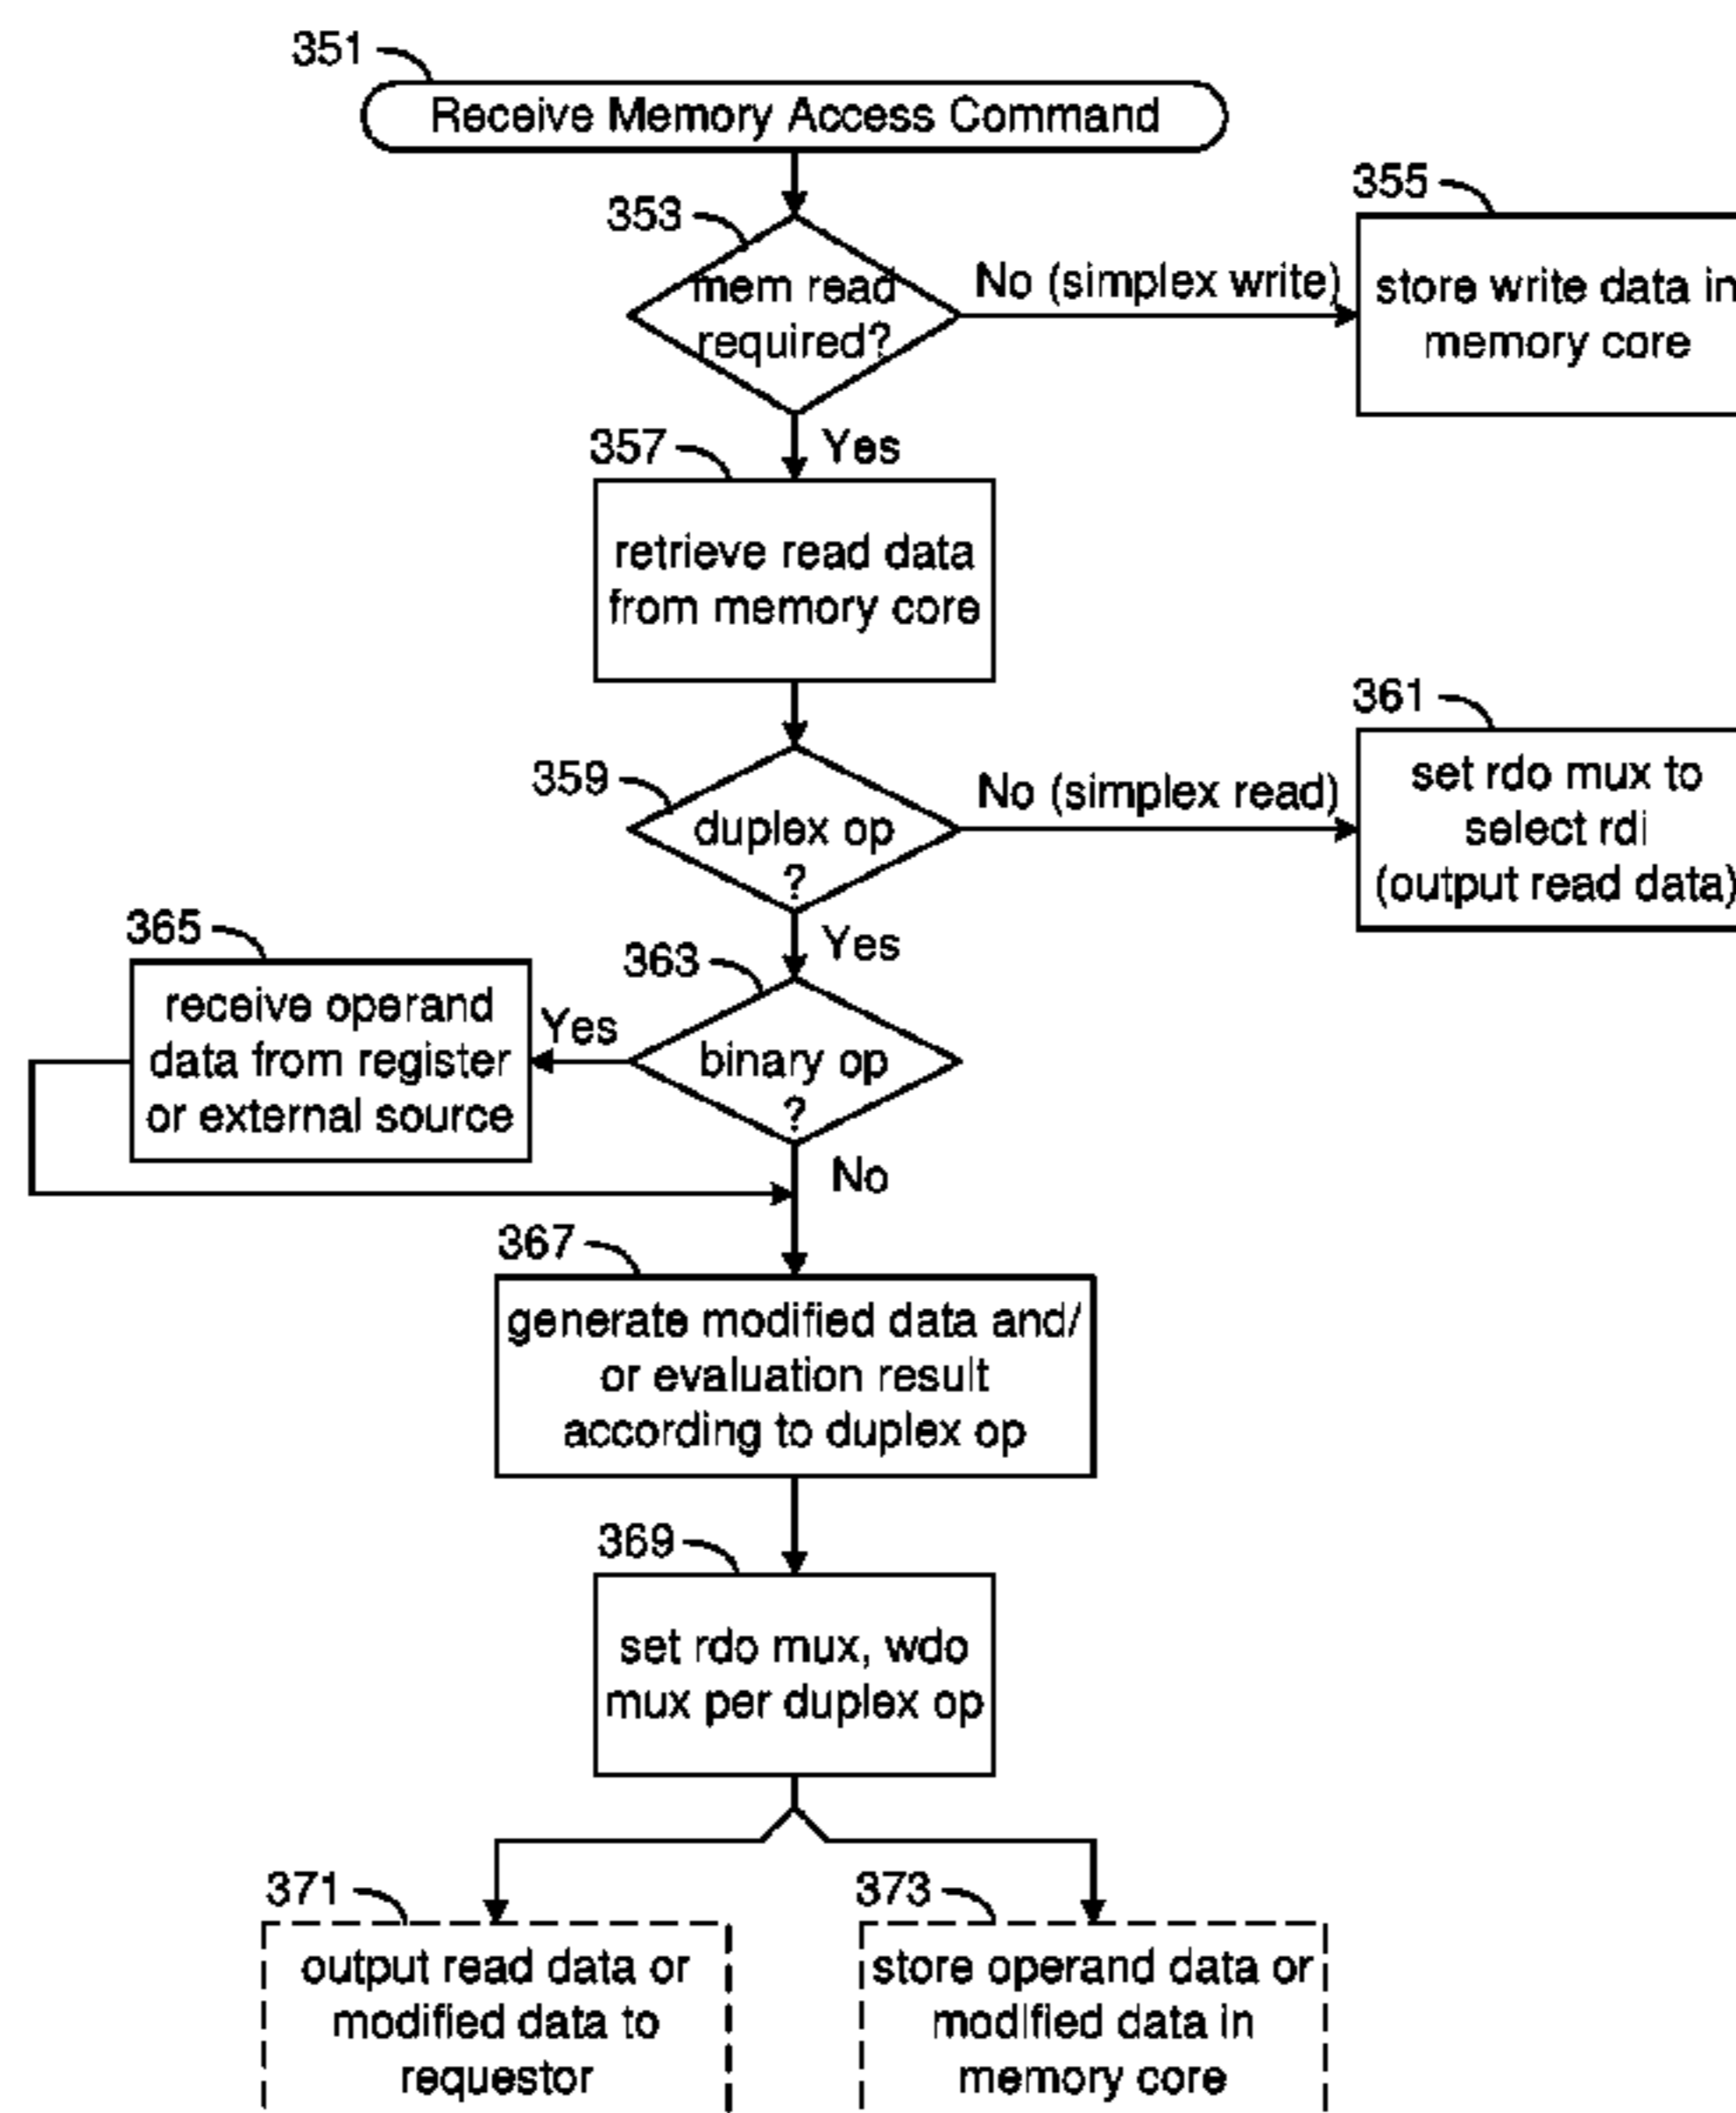 351
Receive Memory Access Command
353
mem read
required?
No (simplex write)
355
store write data in
memory core
Yes
357
retrieve read data
from memory core
359
duplex op
?
No (simplex read)
361
set rdo mux to
select rdi
(output read data)
Yes
363
binary op
?
Yes
365
receive operand
data from register
or external source
No
367
generate modified data and/
or evaluation result
according to duplex op
369
set rdo mux, wdo
mux per duplex op
371
output read data or
modified data to
requestor
373
store operand data or
modified data in
memory core